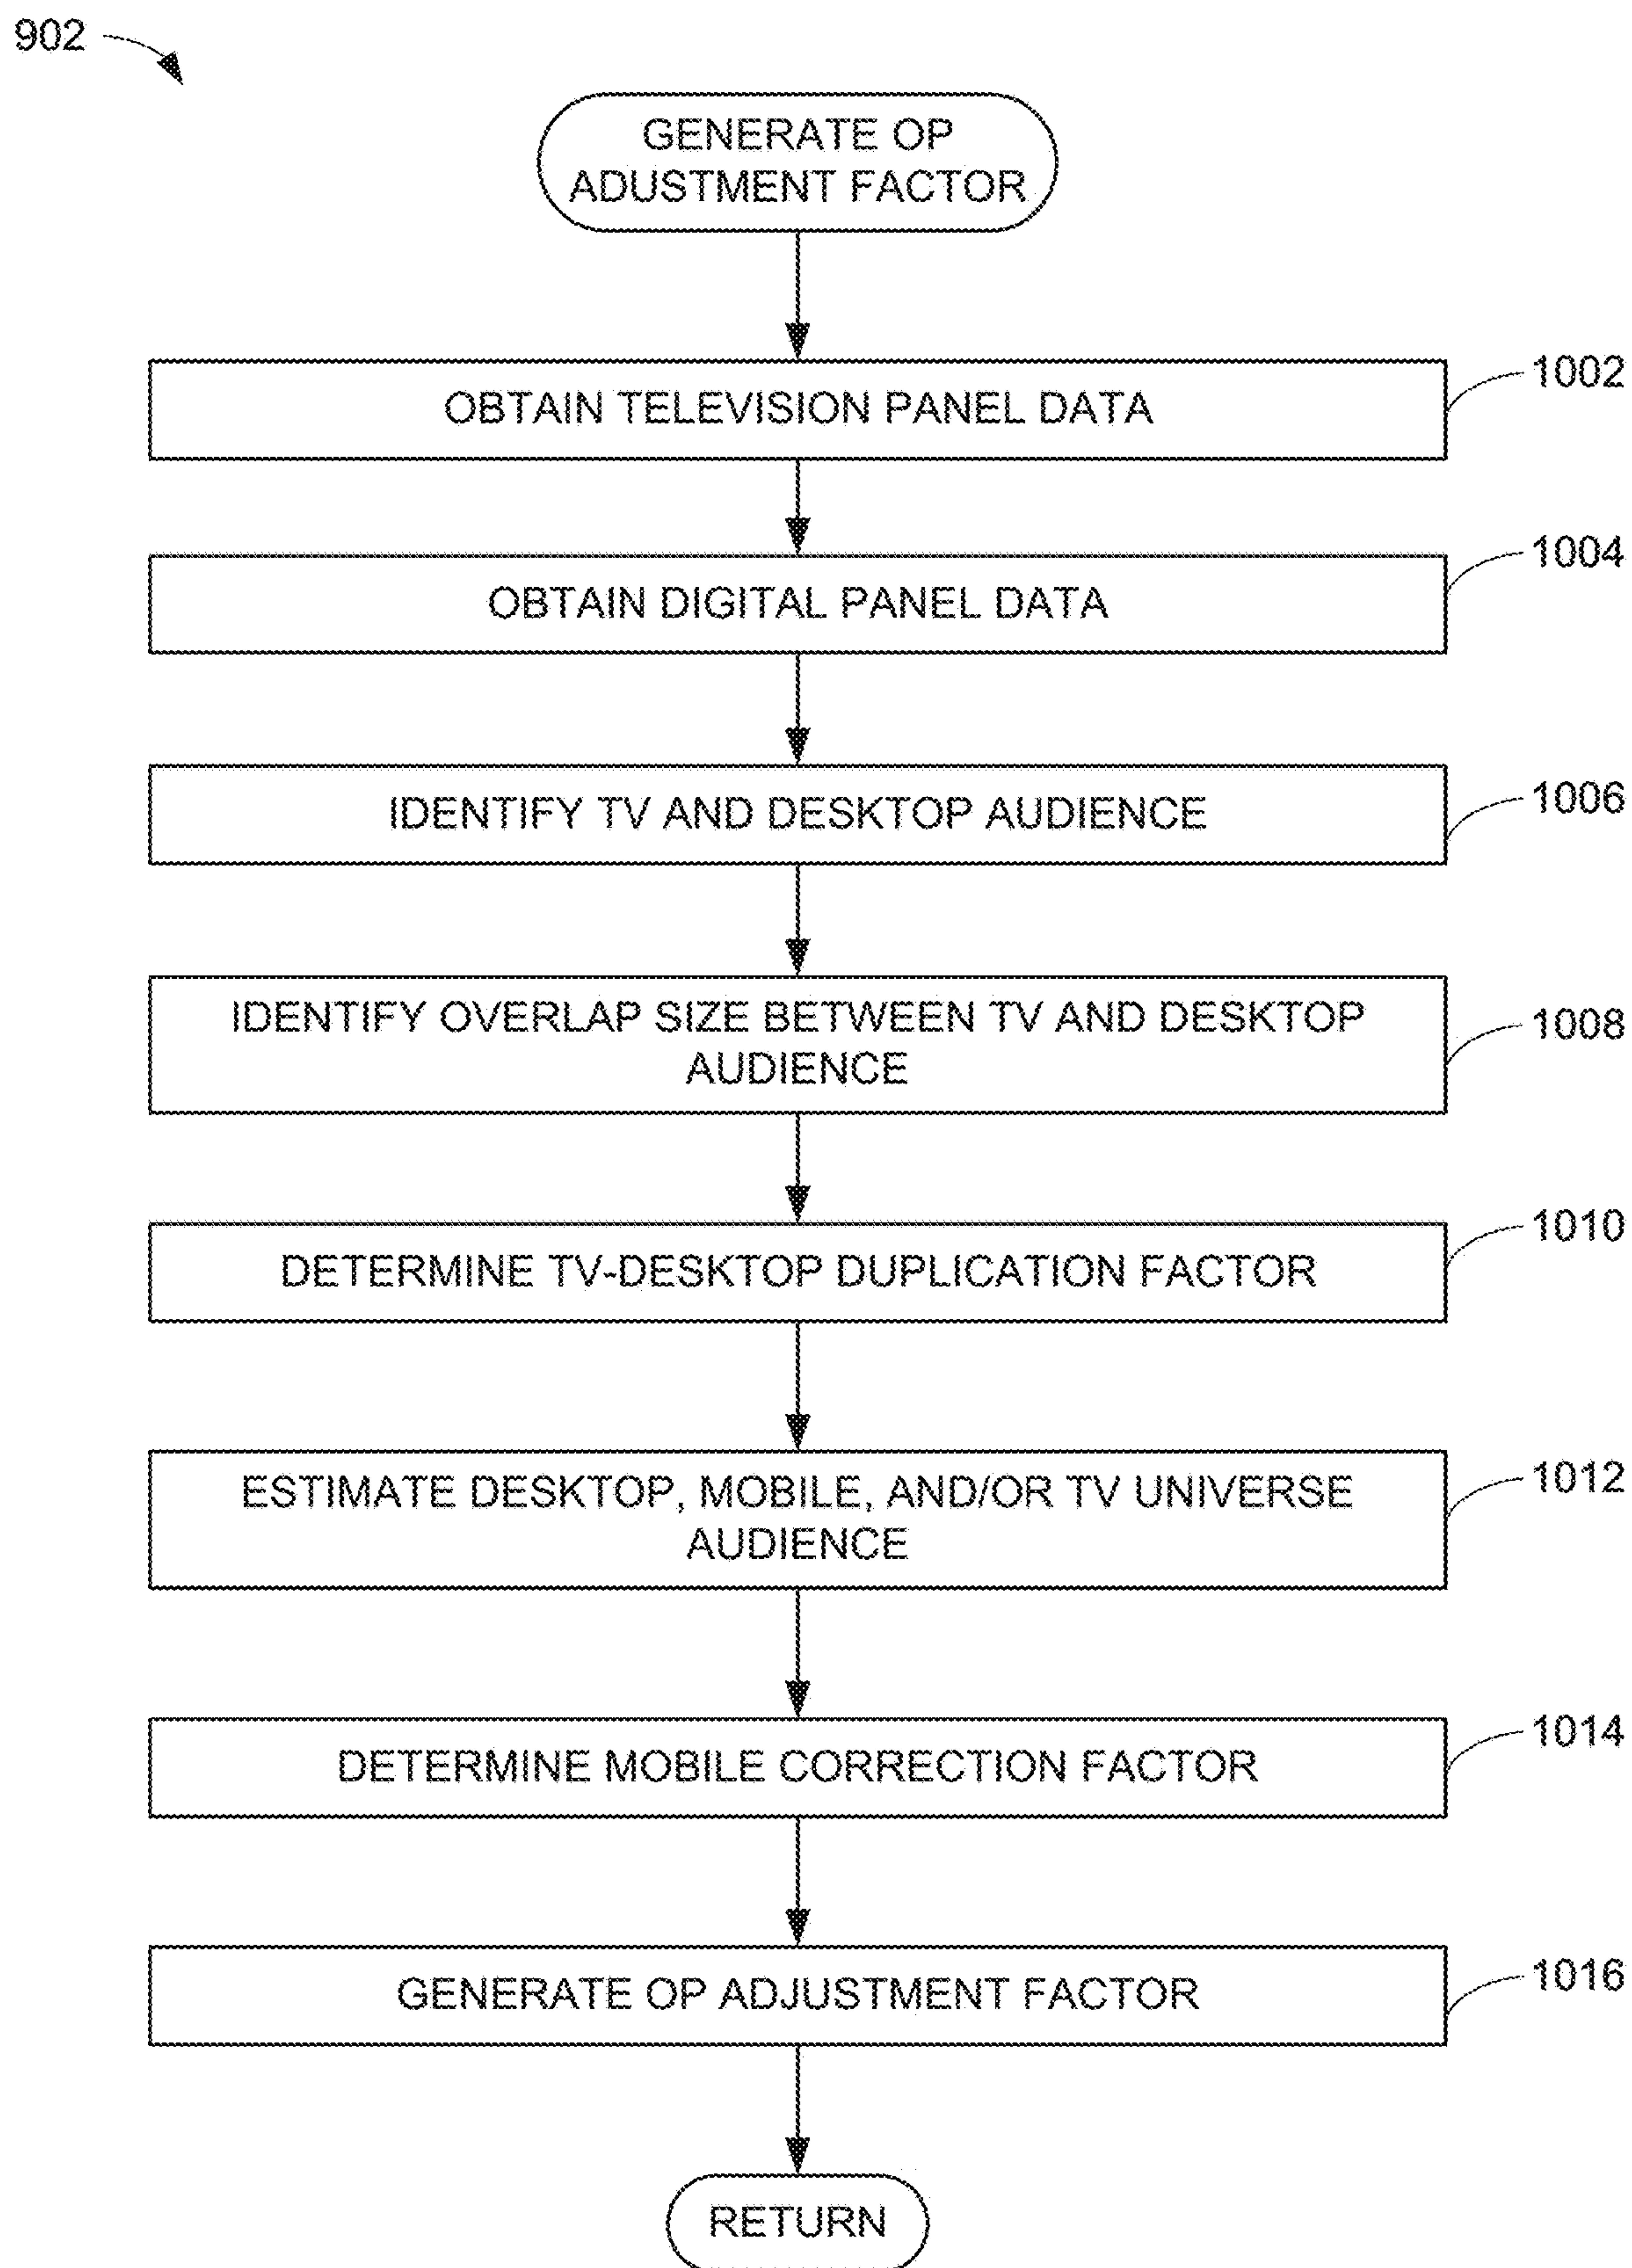 902
GENERATE OP
ADUSTMENT FACTOR
OBTAIN TELEVISION PANEL DATA
1002
OBTAIN DIGITAL PANEL DATA
1004
IDENTIFY TV AND DESKTOP AUDIENCE
1006
IDENTIFY OVERLAP SIZE BETWEEN TV AND DESKTOP
AUDIENCE
1008
DETERMINE TV-DESKTOP DUPLICATION FACTOR
1010
ESTIMATE DESKTOP, MOBILE, AND/OR TV UNIVERSE
AUDIENCE
1012
DETERMINE MOBILE CORRECTION FACTOR
1014
GENERATE OP ADJUSTMENT FACTOR
1016
RETURN